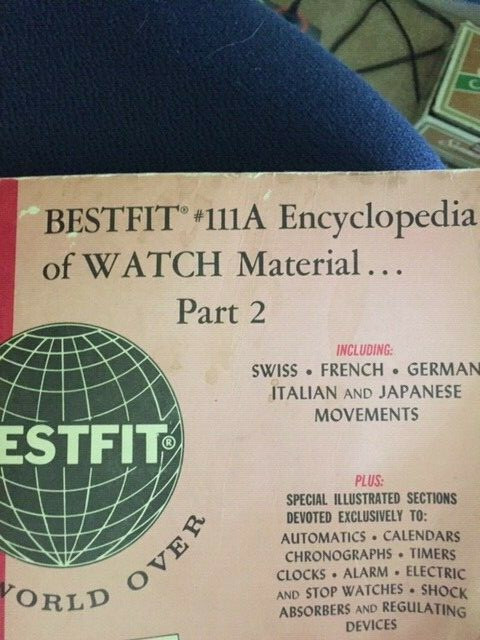 BESTFIT® #111A Encyclopedia
of WATCH Material...
Part 2
INCLUDING:
SWISS • FRENCH • GERMAN
ITALIAN AND JAPANESE
MOVEMENTS
ESTFIT®
WORLD OVER
PLUS:
SPECIAL ILLUSTRATED SECTIONS
DEVOTED EXCLUSIVELY TO:
AUTOMATICS • CALENDARS
CHRONOGRAPHS • TIMERS
CLOCKS • ALARM • ELECTRIC
AND STOP WATCHES • SHOCK
ABSORBERS AND REGULATING
DEVICES